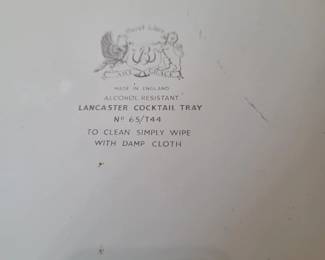 MADE IN ENGLAND
ALCOHOL RESISTANT
LANCASTER COCKTAIL TRAY
Nº 65/T44
TO CLEAN SIMPLY WIPE
WITH DAMP CLOTH